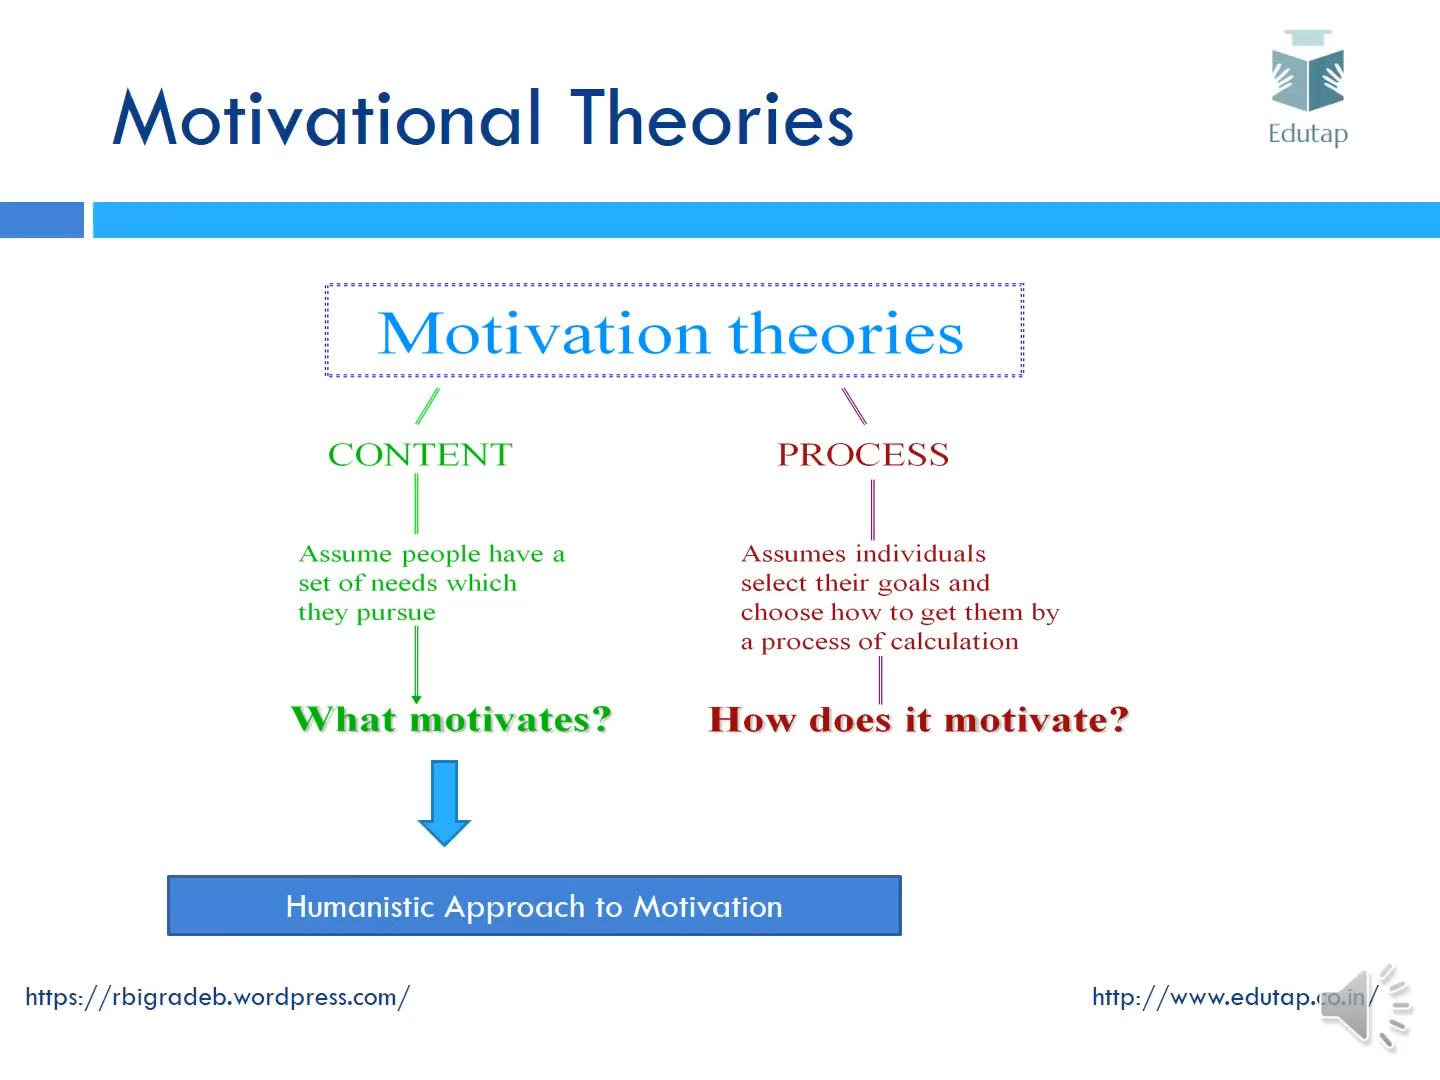 Motivational Theories
Edutap
Motivation theories
CONTENT
PROCESS
Assume people have a
set of needs which
they pursue
Assumes individuals
select their goals and
choose how to get them by
a process of calculation
What motivates?
How does it motivate?
Humanistic Approach to Motivation
https://rbigradeb.wordpress.com/
http://www.edutap.co.in/